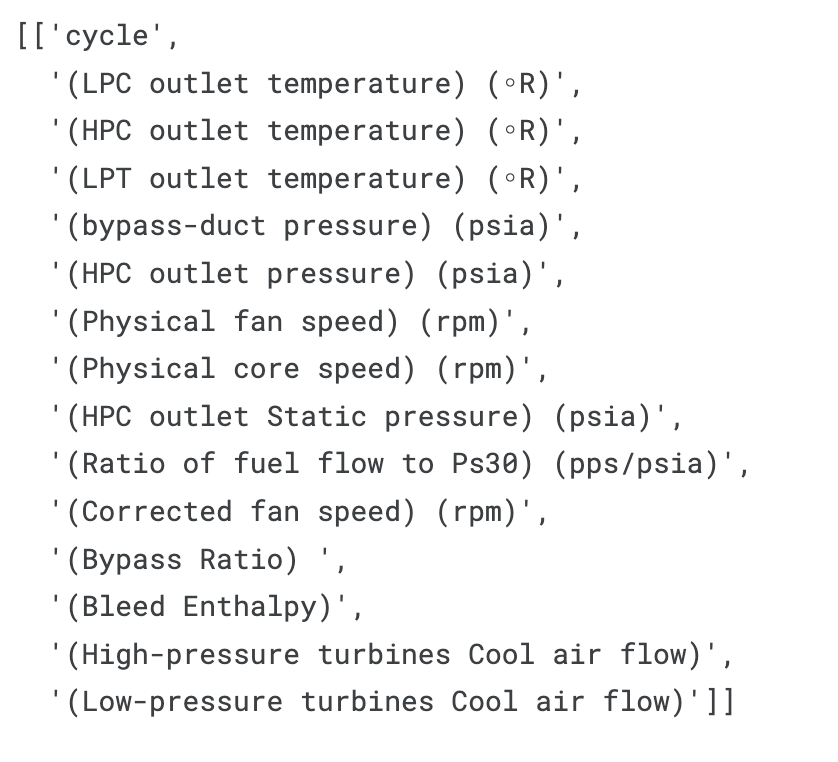 [['cycle',
'(LPC outlet temperature) (◦R)',
'(HPC outlet temperature) (◦R)',
'(LPT outlet temperature) (◦R)',
'(bypass-duct pressure) (psia)',
'(HPC outlet pressure) (psia)',
'(Physical fan speed) (rpm)',
'(Physical core speed) (rpm)',
'(HPC outlet Static pressure) (psia)',
'(Ratio of fuel flow to Ps30) (pps/psia)',
'(Corrected fan speed) (rpm)',
'(Bypass Ratio) ',
'(Bleed Enthalpy)',
'(High-pressure turbines Cool air flow)',
'(Low-pressure turbines Cool air flow)']]